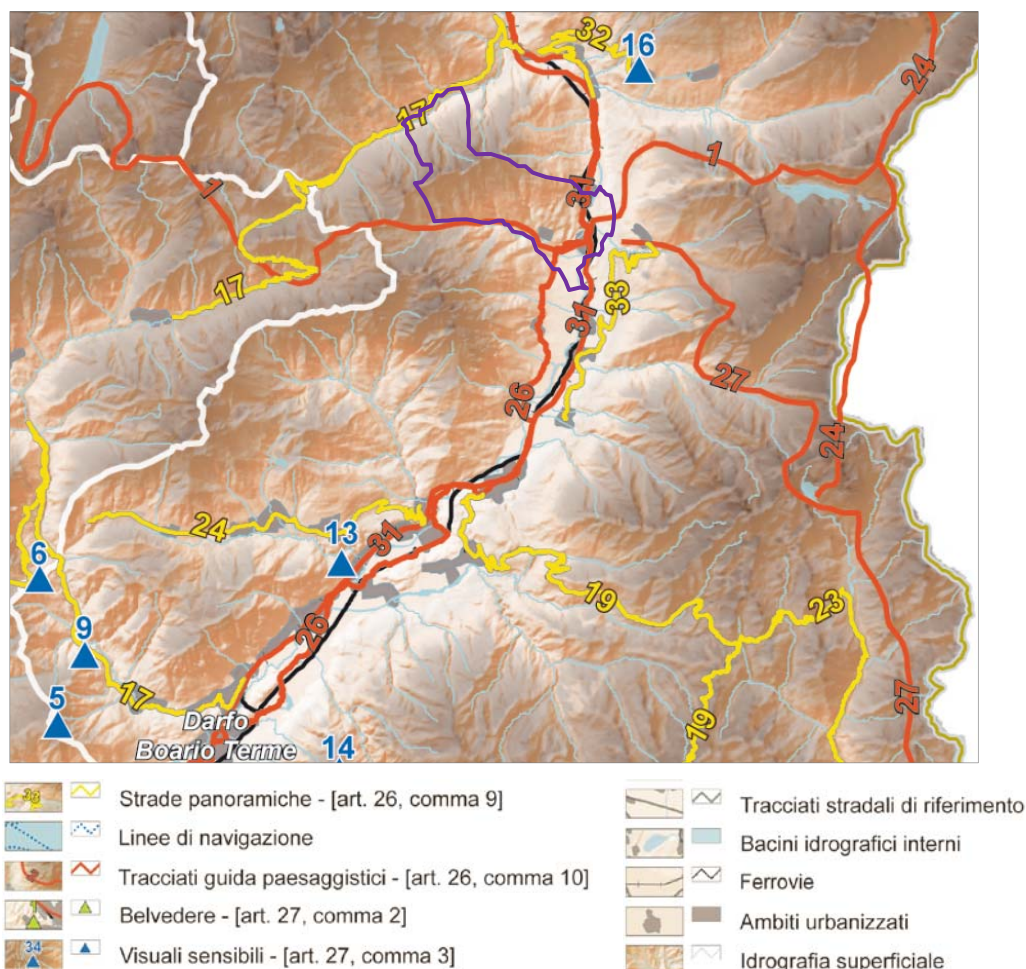 32
16
24
17
1
1
31
17
33
31
27
26
24
24
13
31
6
19
23
26
9
17
5
27
19
Darfo
Boario Terme
14
33
Strade panoramiche - [art. 26, comma 9]
Linee di navigazione
Tracciati guida paesaggistici - [art. 26, comma 10]
Belvedere - [art. 27, comma 2]
34
Visuali sensibili - [art. 27, comma 3]
Tracciati stradali di riferimento
Bacini idrografici interni
Ferrovie
Ambiti urbanizzati
Idrografia superficiale